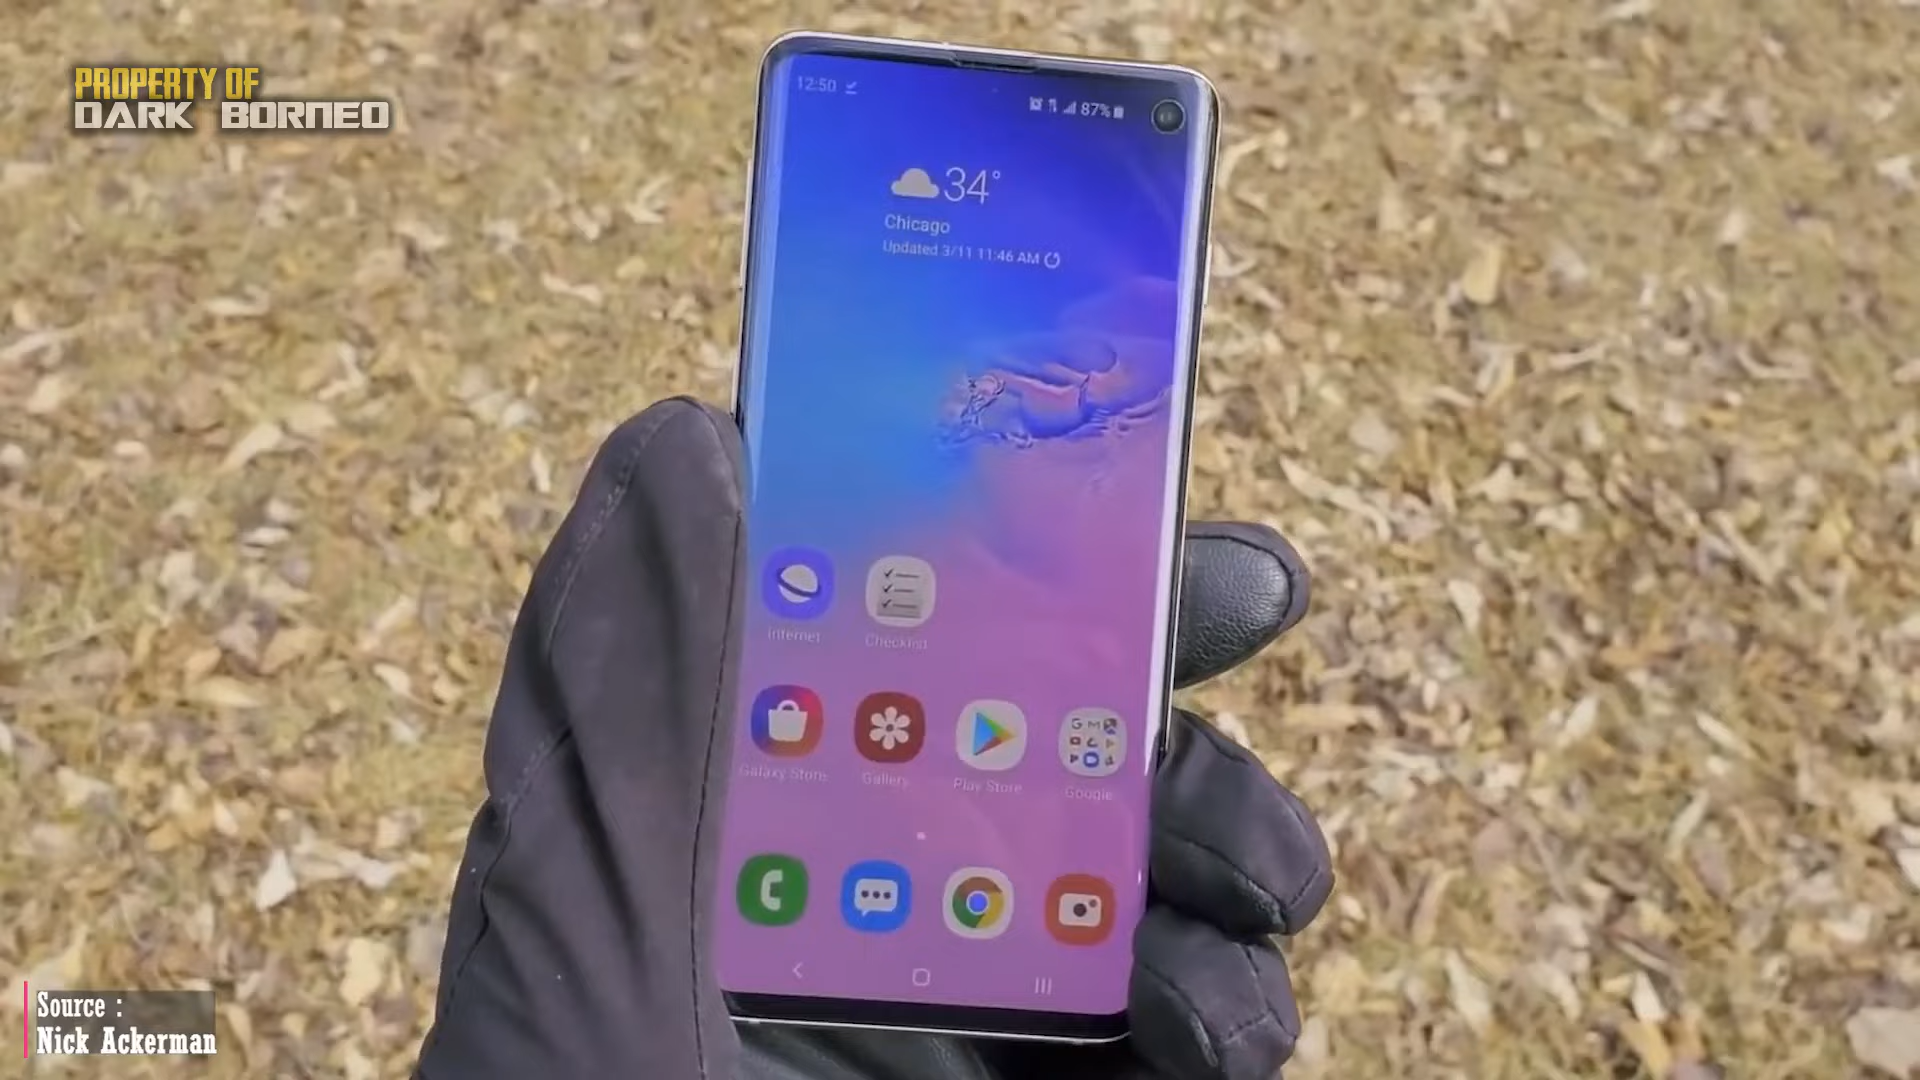 PROPERTY OF
DARK BORNEO
12:50
87%
34°
Chicago
Updated 3/11 11:46 AM
Internet
Checklist
Galaxy Store
Gallery
Play Store
Google
Source :
Nick Ackerman